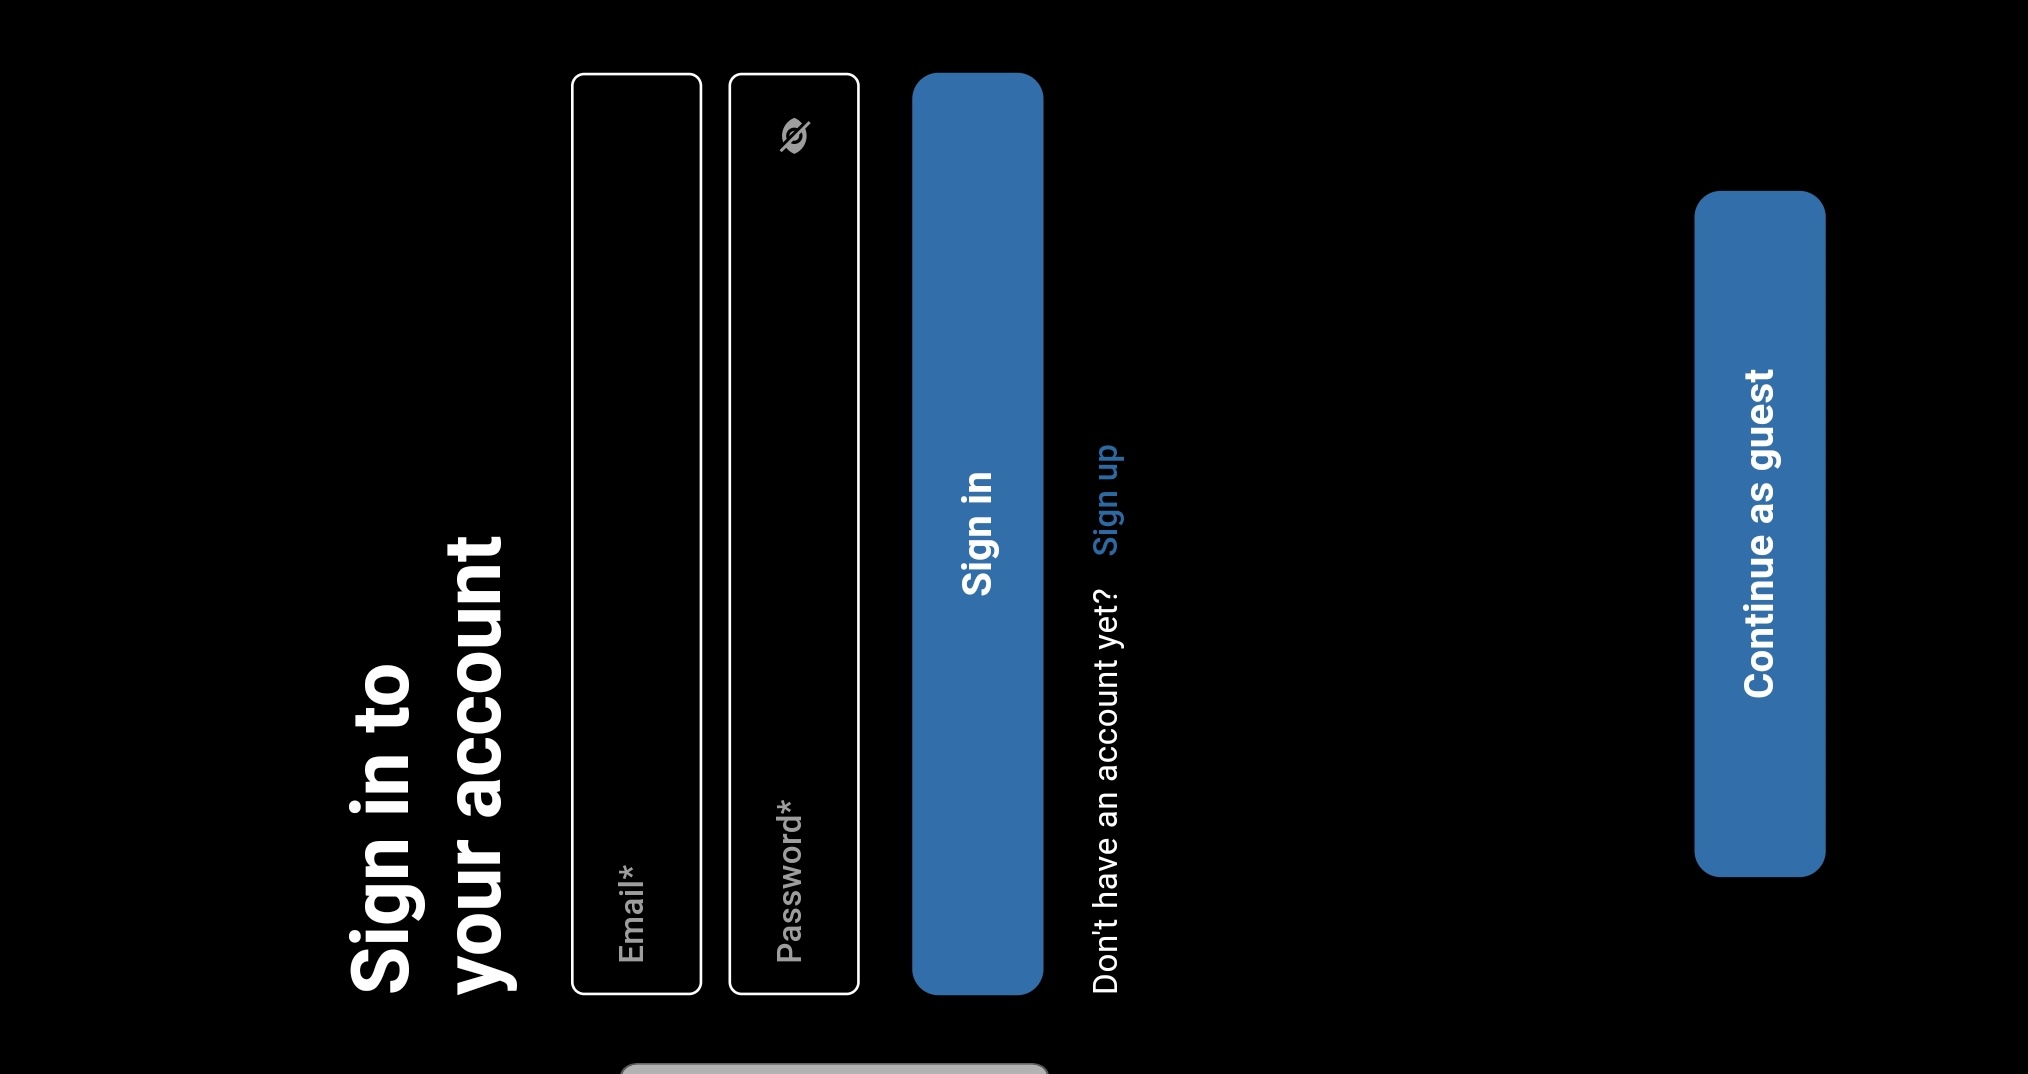 Sign in to
your account
Email*
Password*
Sign in
Don't have an account yet? Sign up
Continue as guest